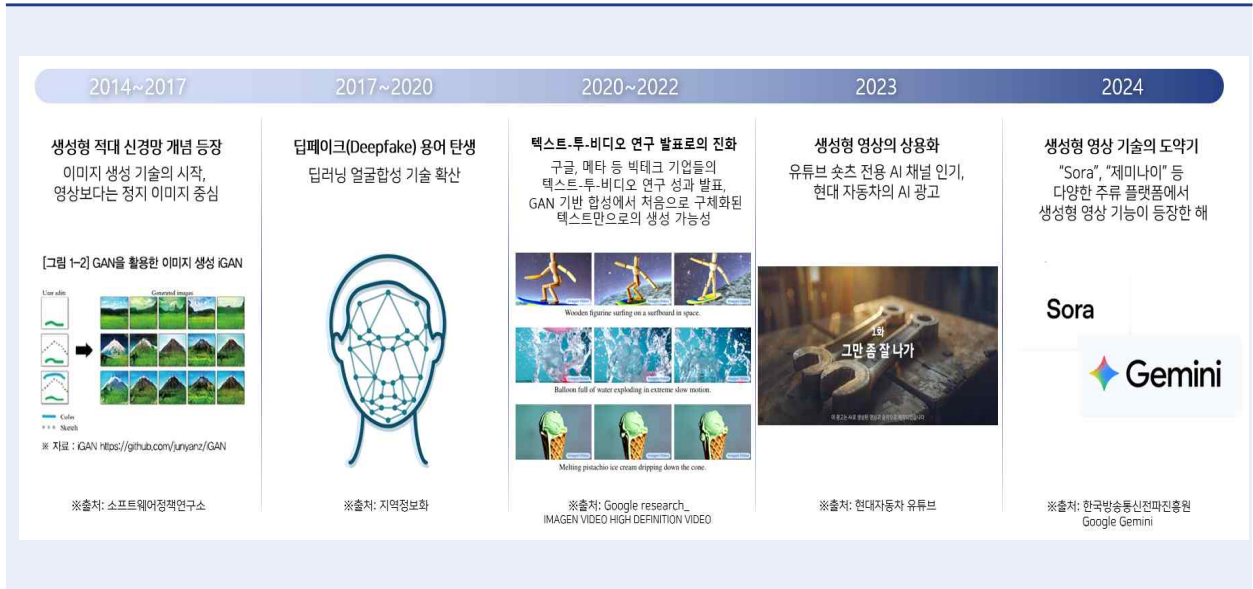 2014~2017
2017~2020
2020~2022
2023
2024
생성형 적대 신경망 개념 등장
이미지 생성 기술의 시작,
영상보다는 정지 이미지 중심
[그림 1-2] GAN을 활용한 이미지 생성 iGAN
User edits
Generated images
Color
Sketch
※ 자료 : iGAN https://github.com/junyanz/iGAN
※출처: 소프트웨어정책연구소
딥페이크(Deepfake) 용어 탄생
딥러닝 얼굴합성 기술 확산
※출처: 지역정보화
텍스트-투-비디오 연구 발표로의 진화
구글, 메타 등 빅테크 기업들의
텍스트-투-비디오 연구 성과 발표,
GAN 기반 합성에서 처음으로 구체화된
텍스트만으로의 생성 가능성
Wooden figurine surfing on a surfboard in space.
Balloon full of water exploding in extreme slow motion.
Melting pistachio ice cream dripping down the cone.
※출처: Google research_
IMAGEN VIDEO HIGH DEFINITION VIDEO
생성형 영상의 상용화
유튜브 숏츠 전용 AI 채널 인기,
현대 자동차의 AI 광고
1화
그만 좀 잘 나가
※출처: 현대자동차 유튜브
생성형 영상 기술의 도약기
“Sora”, “제미나이” 등
다양한 주류 플랫폼에서
생성형 영상 기능이 등장한 해
Sora
Gemini
※출처: 한국방송통신전파진흥원
Google Gemini